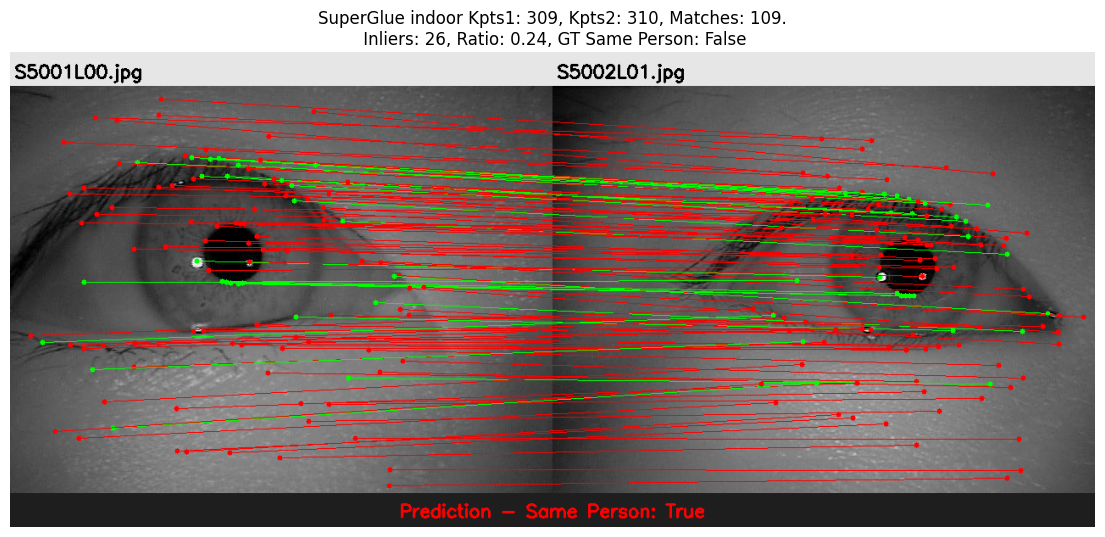 SuperGlue indoor Kpts1: 309, Kpts2: 310, Matches: 109.
Inliers: 26, Ratio: 0.24, GT Same Person: False
S5001L00.jpg
S5002L01.jpg
Prediction - Same Person: True